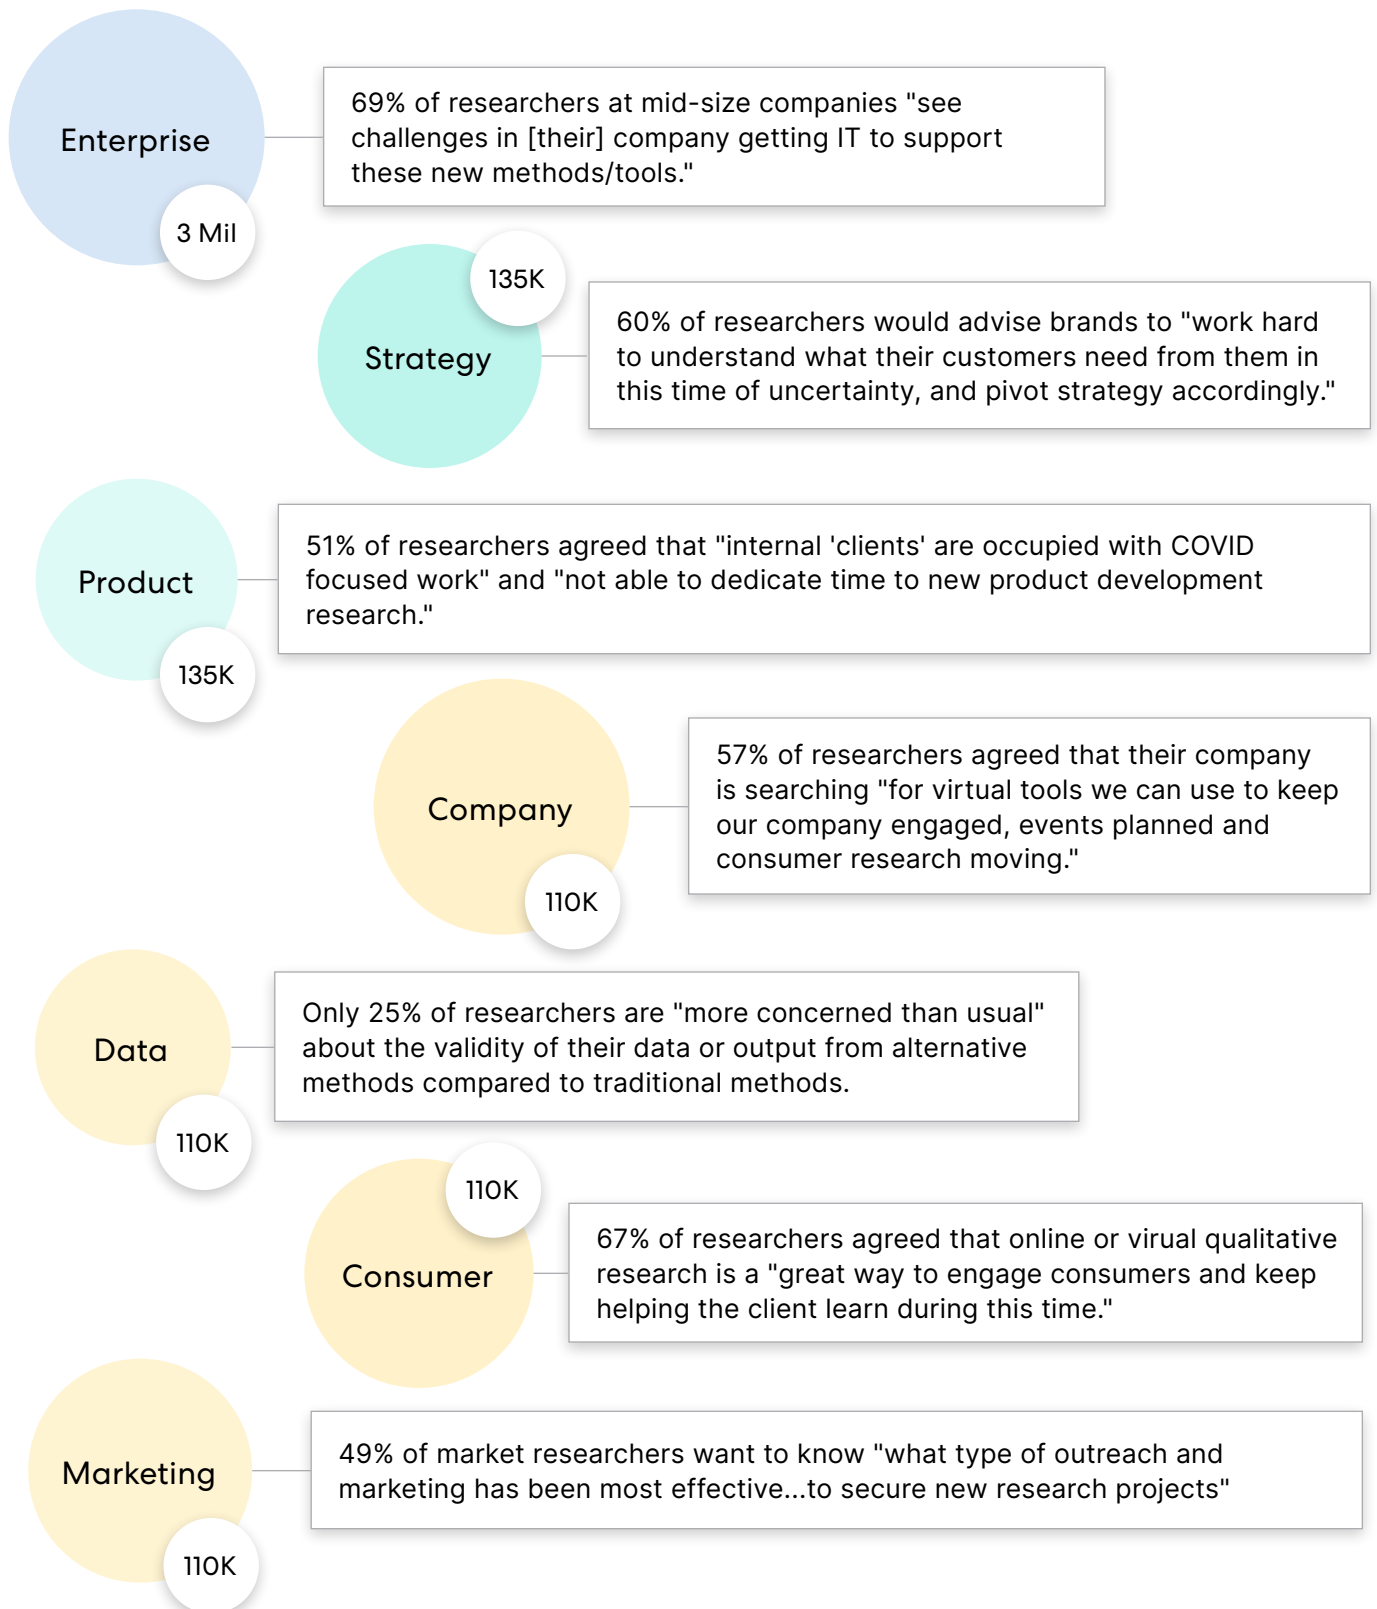 Enterprise
3 Mil
69% of researchers at mid-size companies "see
challenges in [their] company getting IT to support
these new methods/tools."
135K
Strategy
60% of researchers would advise brands to "work hard
to understand what their customers need from them in
this time of uncertainty, and pivot strategy accordingly."
Product
135K
51% of researchers agreed that "internal 'clients' are occupied with COVID
focused work" and "not able to dedicate time to new product development
research."
Company
110K
57% of researchers agreed that their company
is searching "for virtual tools we can use to keep
our company engaged, events planned and
consumer research moving."
Data
110K
Only 25% of researchers are "more concerned than usual"
about the validity of their data or output from alternative
methods compared to traditional methods.
110K
Consumer
67% of researchers agreed that online or virual qualitative
research is a "great way to engage consumers and keep
helping the client learn during this time."
Marketing
110K
49% of market researchers want to know "what type of outreach and
marketing has been most effective...to secure new research projects"